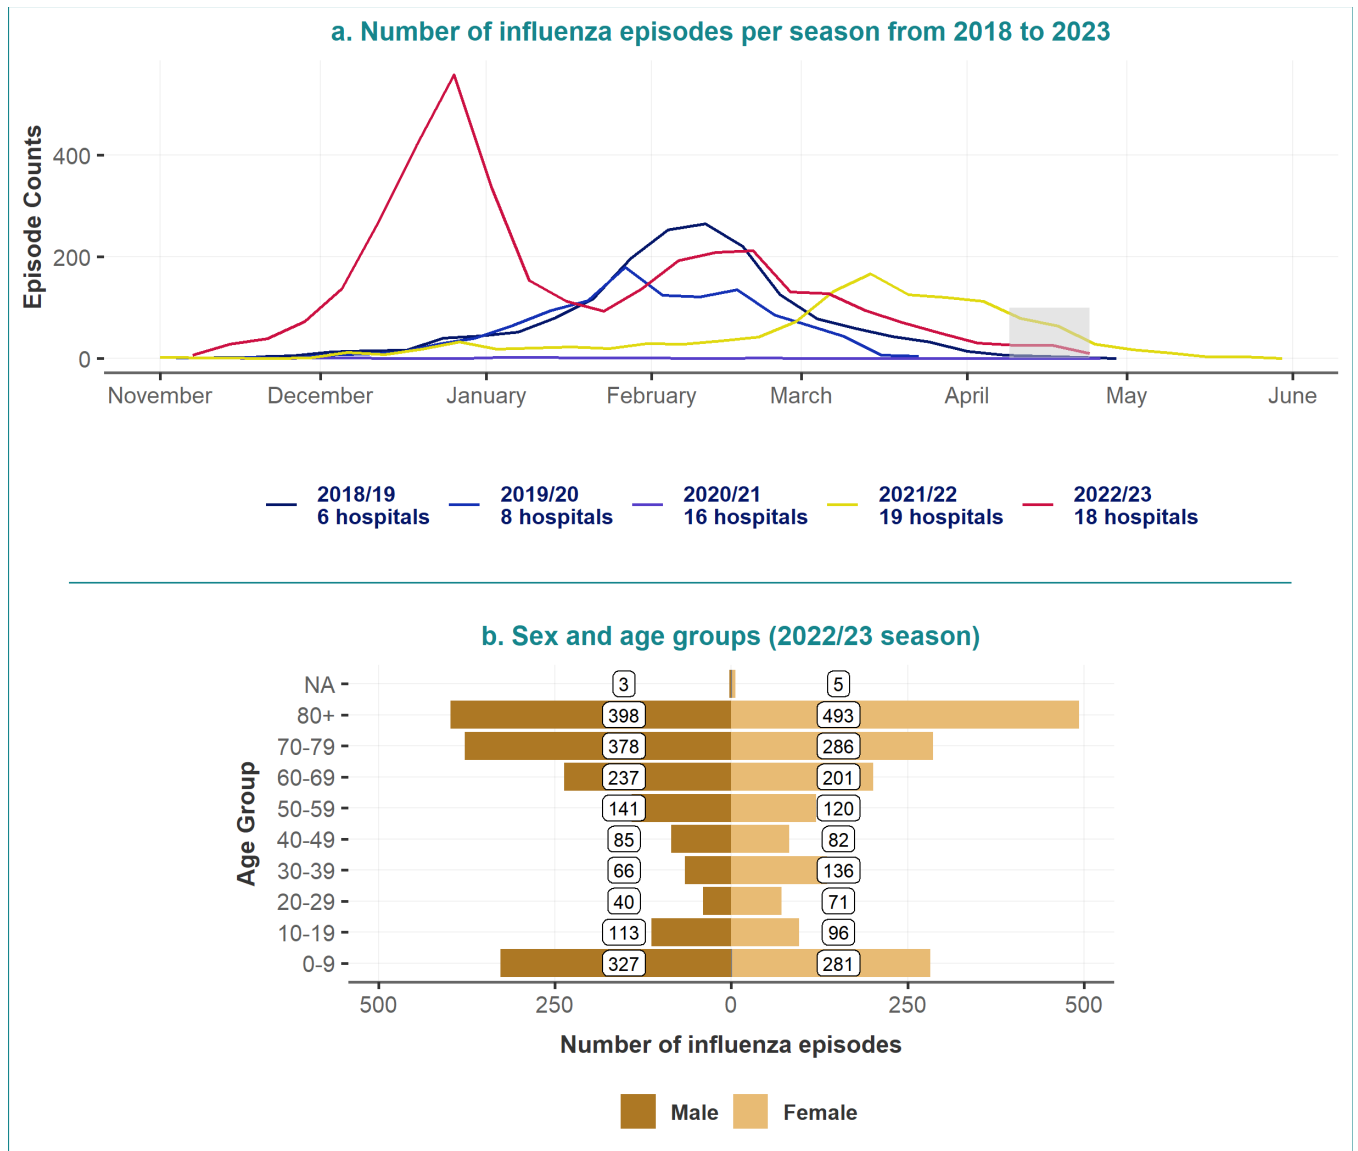 a. Number of influenza episodes per season from 2018 to 2023
Episode Counts
400
200
0
November December January February March April May June
2018/19 2019/20 2020/21 2021/22 2022/23
6 hospitals 8 hospitals 16 hospitals 19 hospitals 18 hospitals
b. Sex and age groups (2022/23 season)
Age Group
NA 3 5
80+ 398 493
70-79 378 286
60-69 237 201
50-59 141 120
40-49 85 82
30-39 66 136
20-29 40 71
10-19 113 96
0-9 327 281
500 250 0 250 500
Number of influenza episodes
Male Female